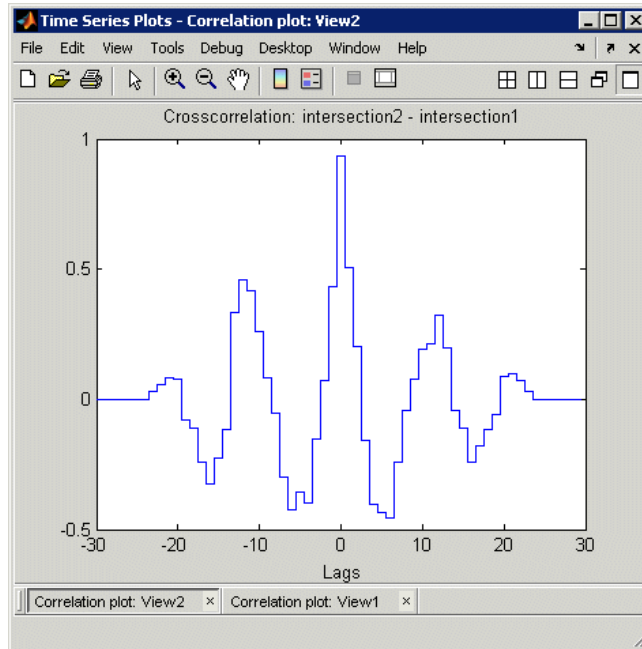 Time Series Plots - Correlation plot: View2
File Edit View Tools Debug Desktop Window Help
Crosscorrelation: intersection2 - intersection1
1
0.5
0
-0.5
-30 -20 -10 0 10 20 30
Lags
Correlation plot: View2 Correlation plot: View1